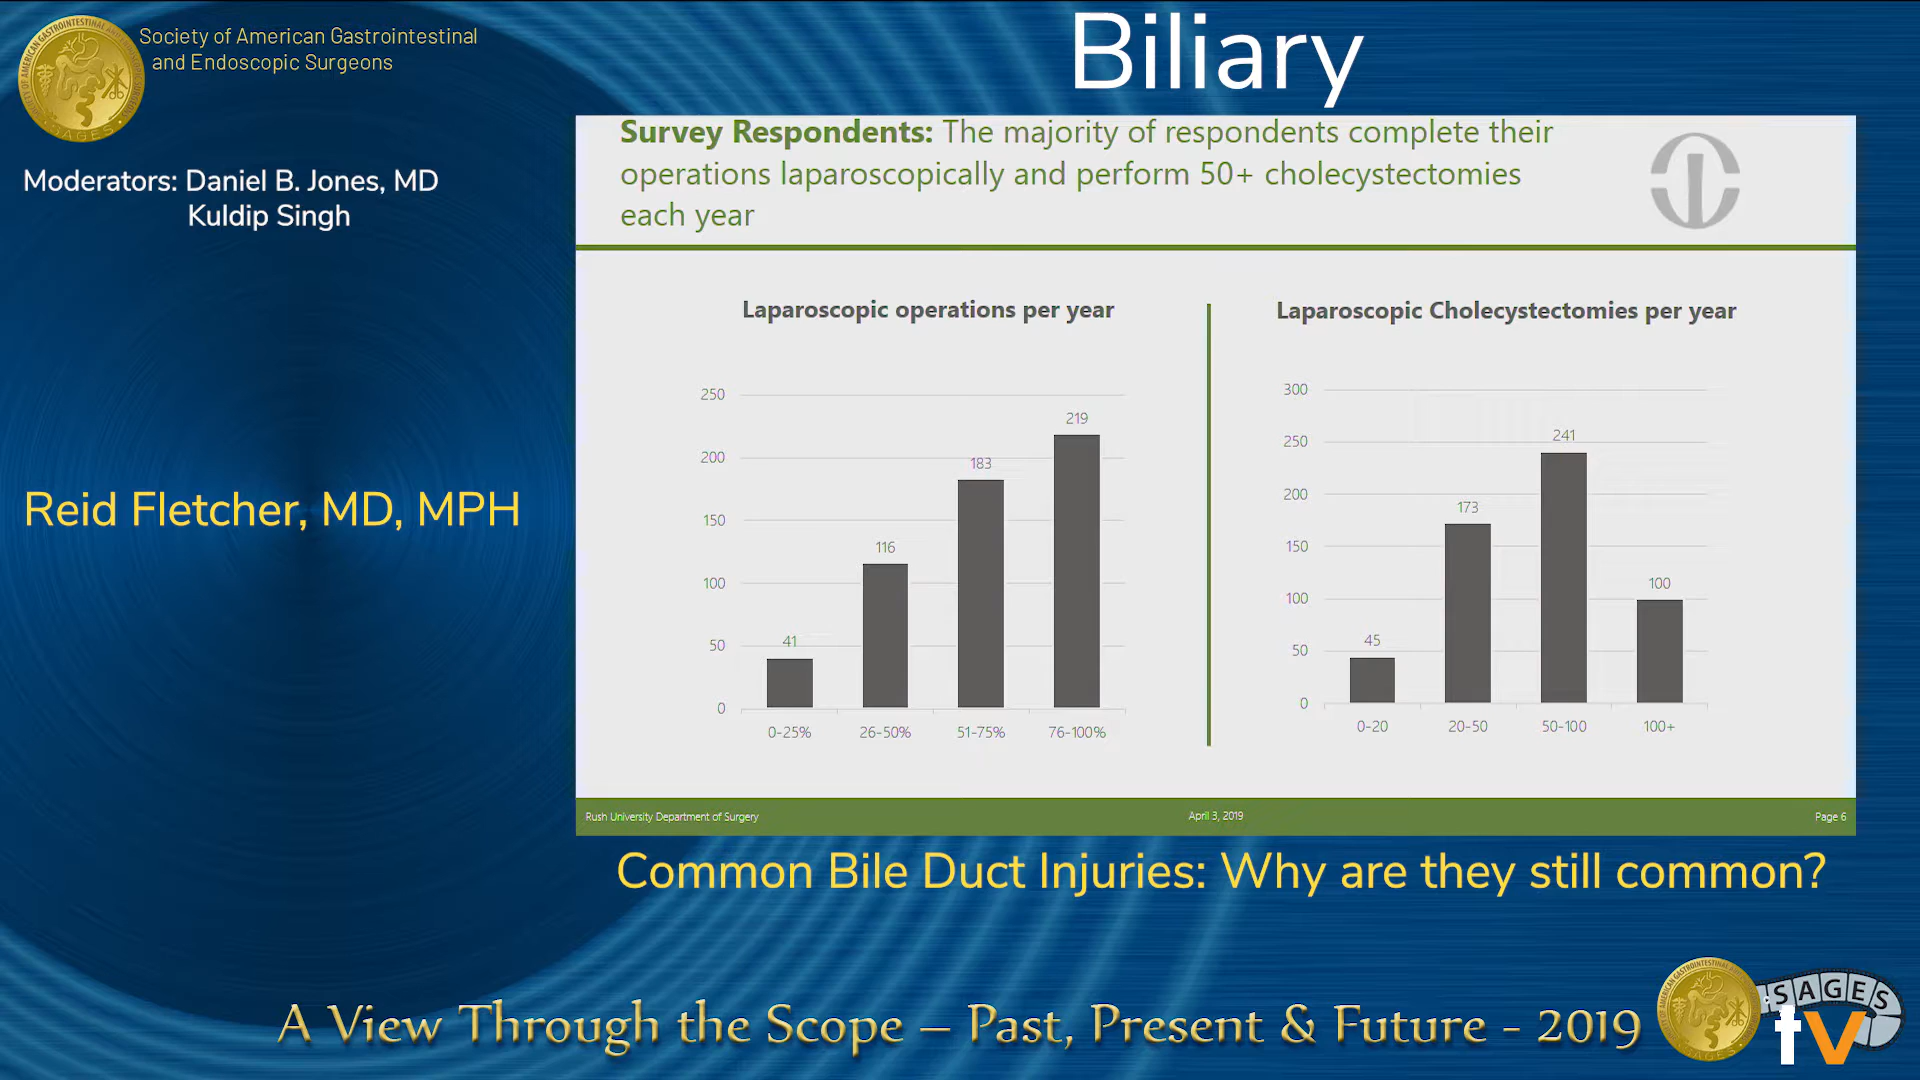 Society of American Gastrointestinal
and Endoscopic Surgeons
Biliary
Moderators: Daniel B. Jones, MD
Kuldip Singh
Reid Fletcher, MD, MPH
Survey Respondents: The majority of respondents complete their
operations laparoscopically and perform 50+ cholecystectomies
each year
Laparoscopic operations per year
250
200
150
100
50
0
41
116
183
219
0-25%
26-50%
51-75%
76-100%
Laparoscopic Cholecystectomies per year
300
250
200
150
100
50
0
45
173
241
100
0-20
20-50
50-100
100+
Rush University Department of Surgery
April 3, 2019
Page 6
Common Bile Duct Injuries: Why are they still common?
A View Through the Scope – Past, Present & Future - 2019
SAGES
tv